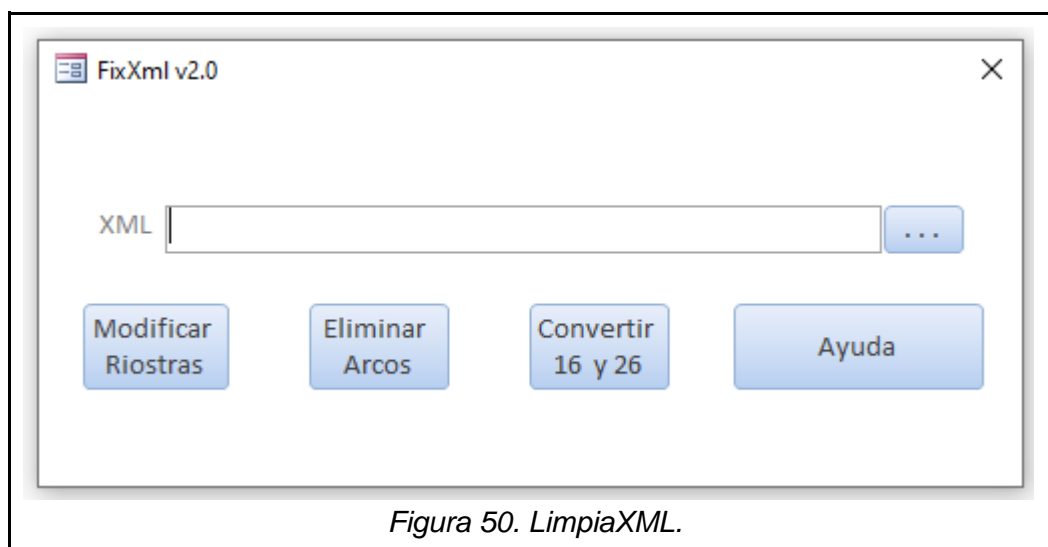 FixXml v2.0
XML
...
Modificar
Riostras
Eliminar
Arcos
Convertir
16 y 26
Ayuda
Figura 50. LimpiaXML.